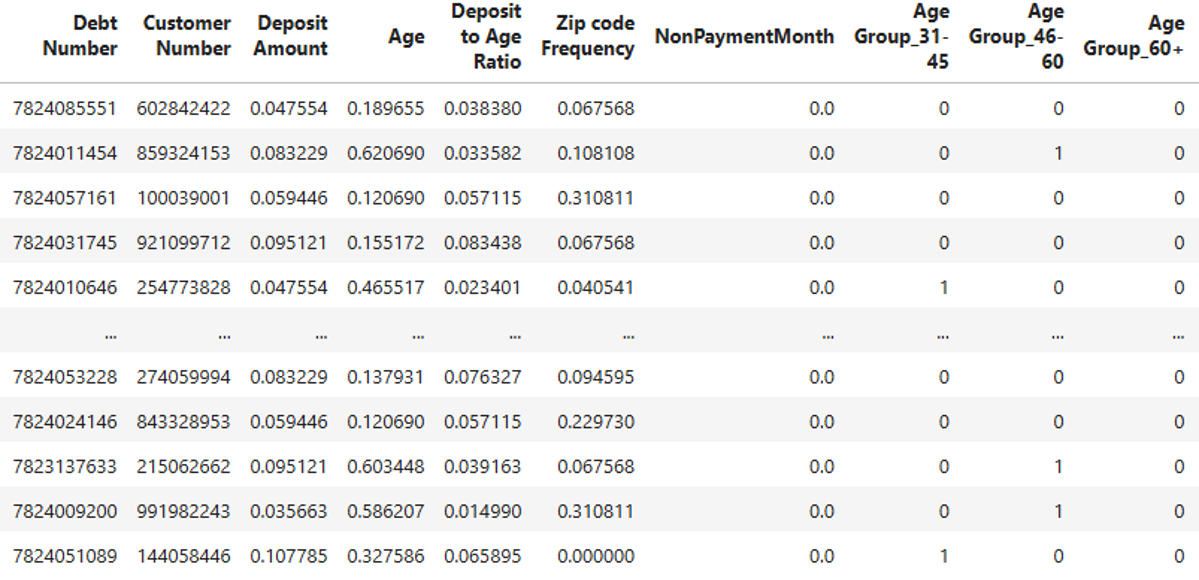 Debt Number Customer Number Deposit Amount Age Deposit to Age Ratio Zip code Frequency NonPaymentMonth Age Group_31-45 Age Group_46-60 Age Group_60+
7824085551 602842422 0.047554 0.189655 0.038380 0.067568 0.0 0 0 0
7824011454 859324153 0.083229 0.620690 0.033582 0.108108 0.0 0 1 0
7824057161 100039001 0.059446 0.120690 0.057115 0.310811 0.0 0 0 0
7824031745 921099712 0.095121 0.155172 0.083438 0.067568 0.0 0 0 0
7824010646 254773828 0.047554 0.465517 0.023401 0.040541 0.0 1 0 0
... ... ... ... ... ... ... ... ... ...
7824053228 274059994 0.083229 0.137931 0.076327 0.094595 0.0 0 0 0
7824024146 843328953 0.059446 0.120690 0.057115 0.229730 0.0 0 0 0
7823137633 215062662 0.095121 0.603448 0.039163 0.067568 0.0 0 1 0
7824009200 991982243 0.035663 0.586207 0.014990 0.310811 0.0 0 1 0
7824051089 144058446 0.107785 0.327586 0.065895 0.000000 0.0 1 0 0